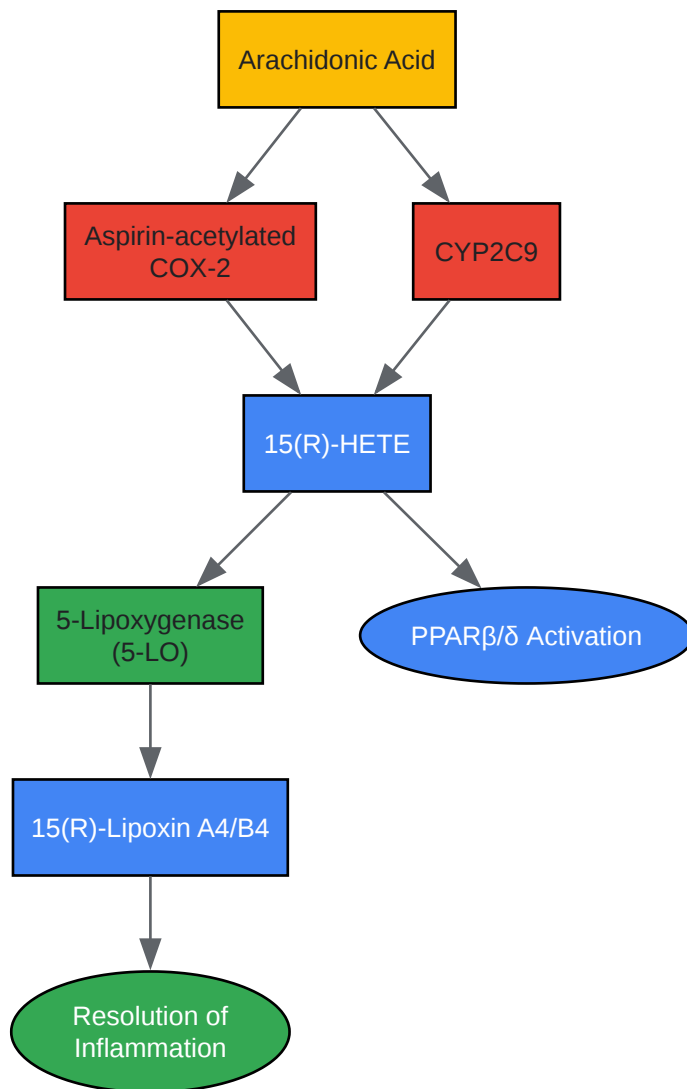 Arachidonic Acid
Aspirin-acetylated
COX-2
CYP2C9
15(R)-HETE
5-Lipoxygenase
(5-LO)
PPARβ/δ Activation
15(R)-Lipoxin A4/B4
Resolution of
Inflammation